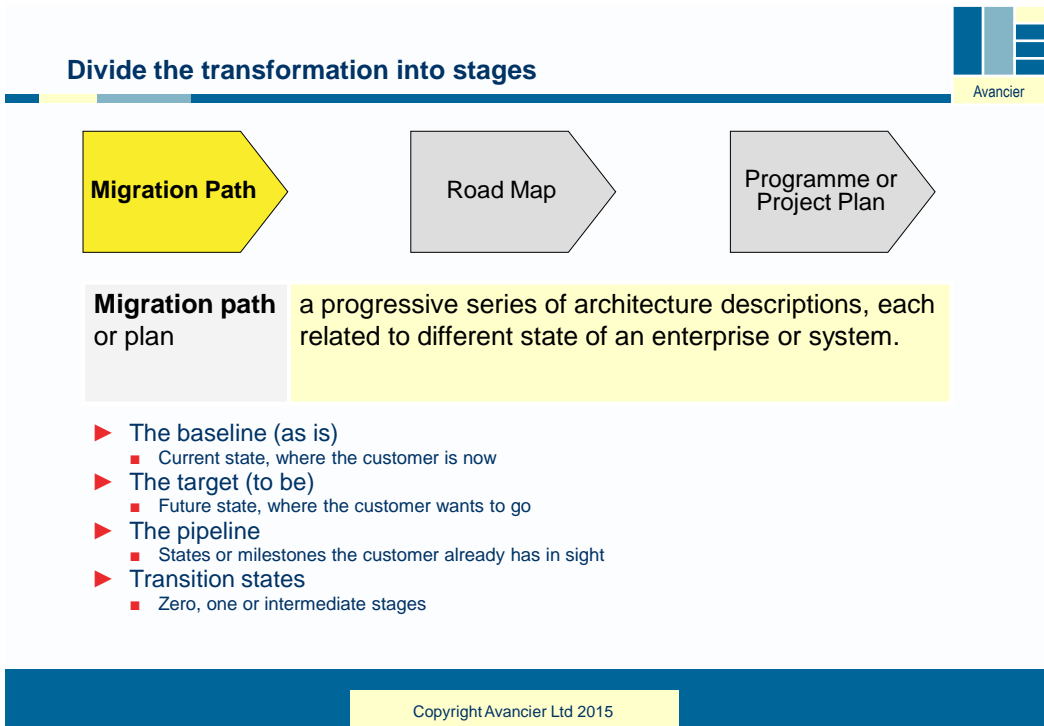 Divide the transformation into stages
Avancier
Migration Path
Road Map
Programme or
Project Plan
Migration path
or plan
a progressive series of architecture descriptions, each
related to different state of an enterprise or system.
► The baseline (as is)
■ Current state, where the customer is now
► The target (to be)
■ Future state, where the customer wants to go
► The pipeline
■ States or milestones the customer already has in sight
► Transition states
■ Zero, one or intermediate stages
Copyright Avancier Ltd 2015